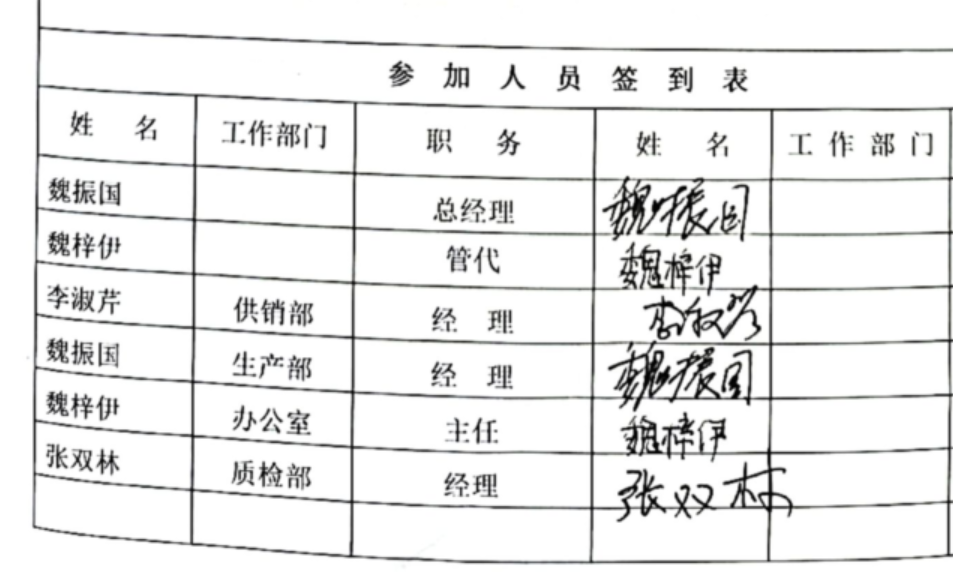 参加人员签到表
姓 名 工作部门 职 务 姓 名 工作部门
魏振国 总经理 魏振国
魏梓伊 管代 魏梓伊
李淑芹 供销部 经 理 李淑芹
魏振国 生产部 经 理 魏振国
魏梓伊 办公室 主任 魏梓伊
张双林 质检部 经理 张双林